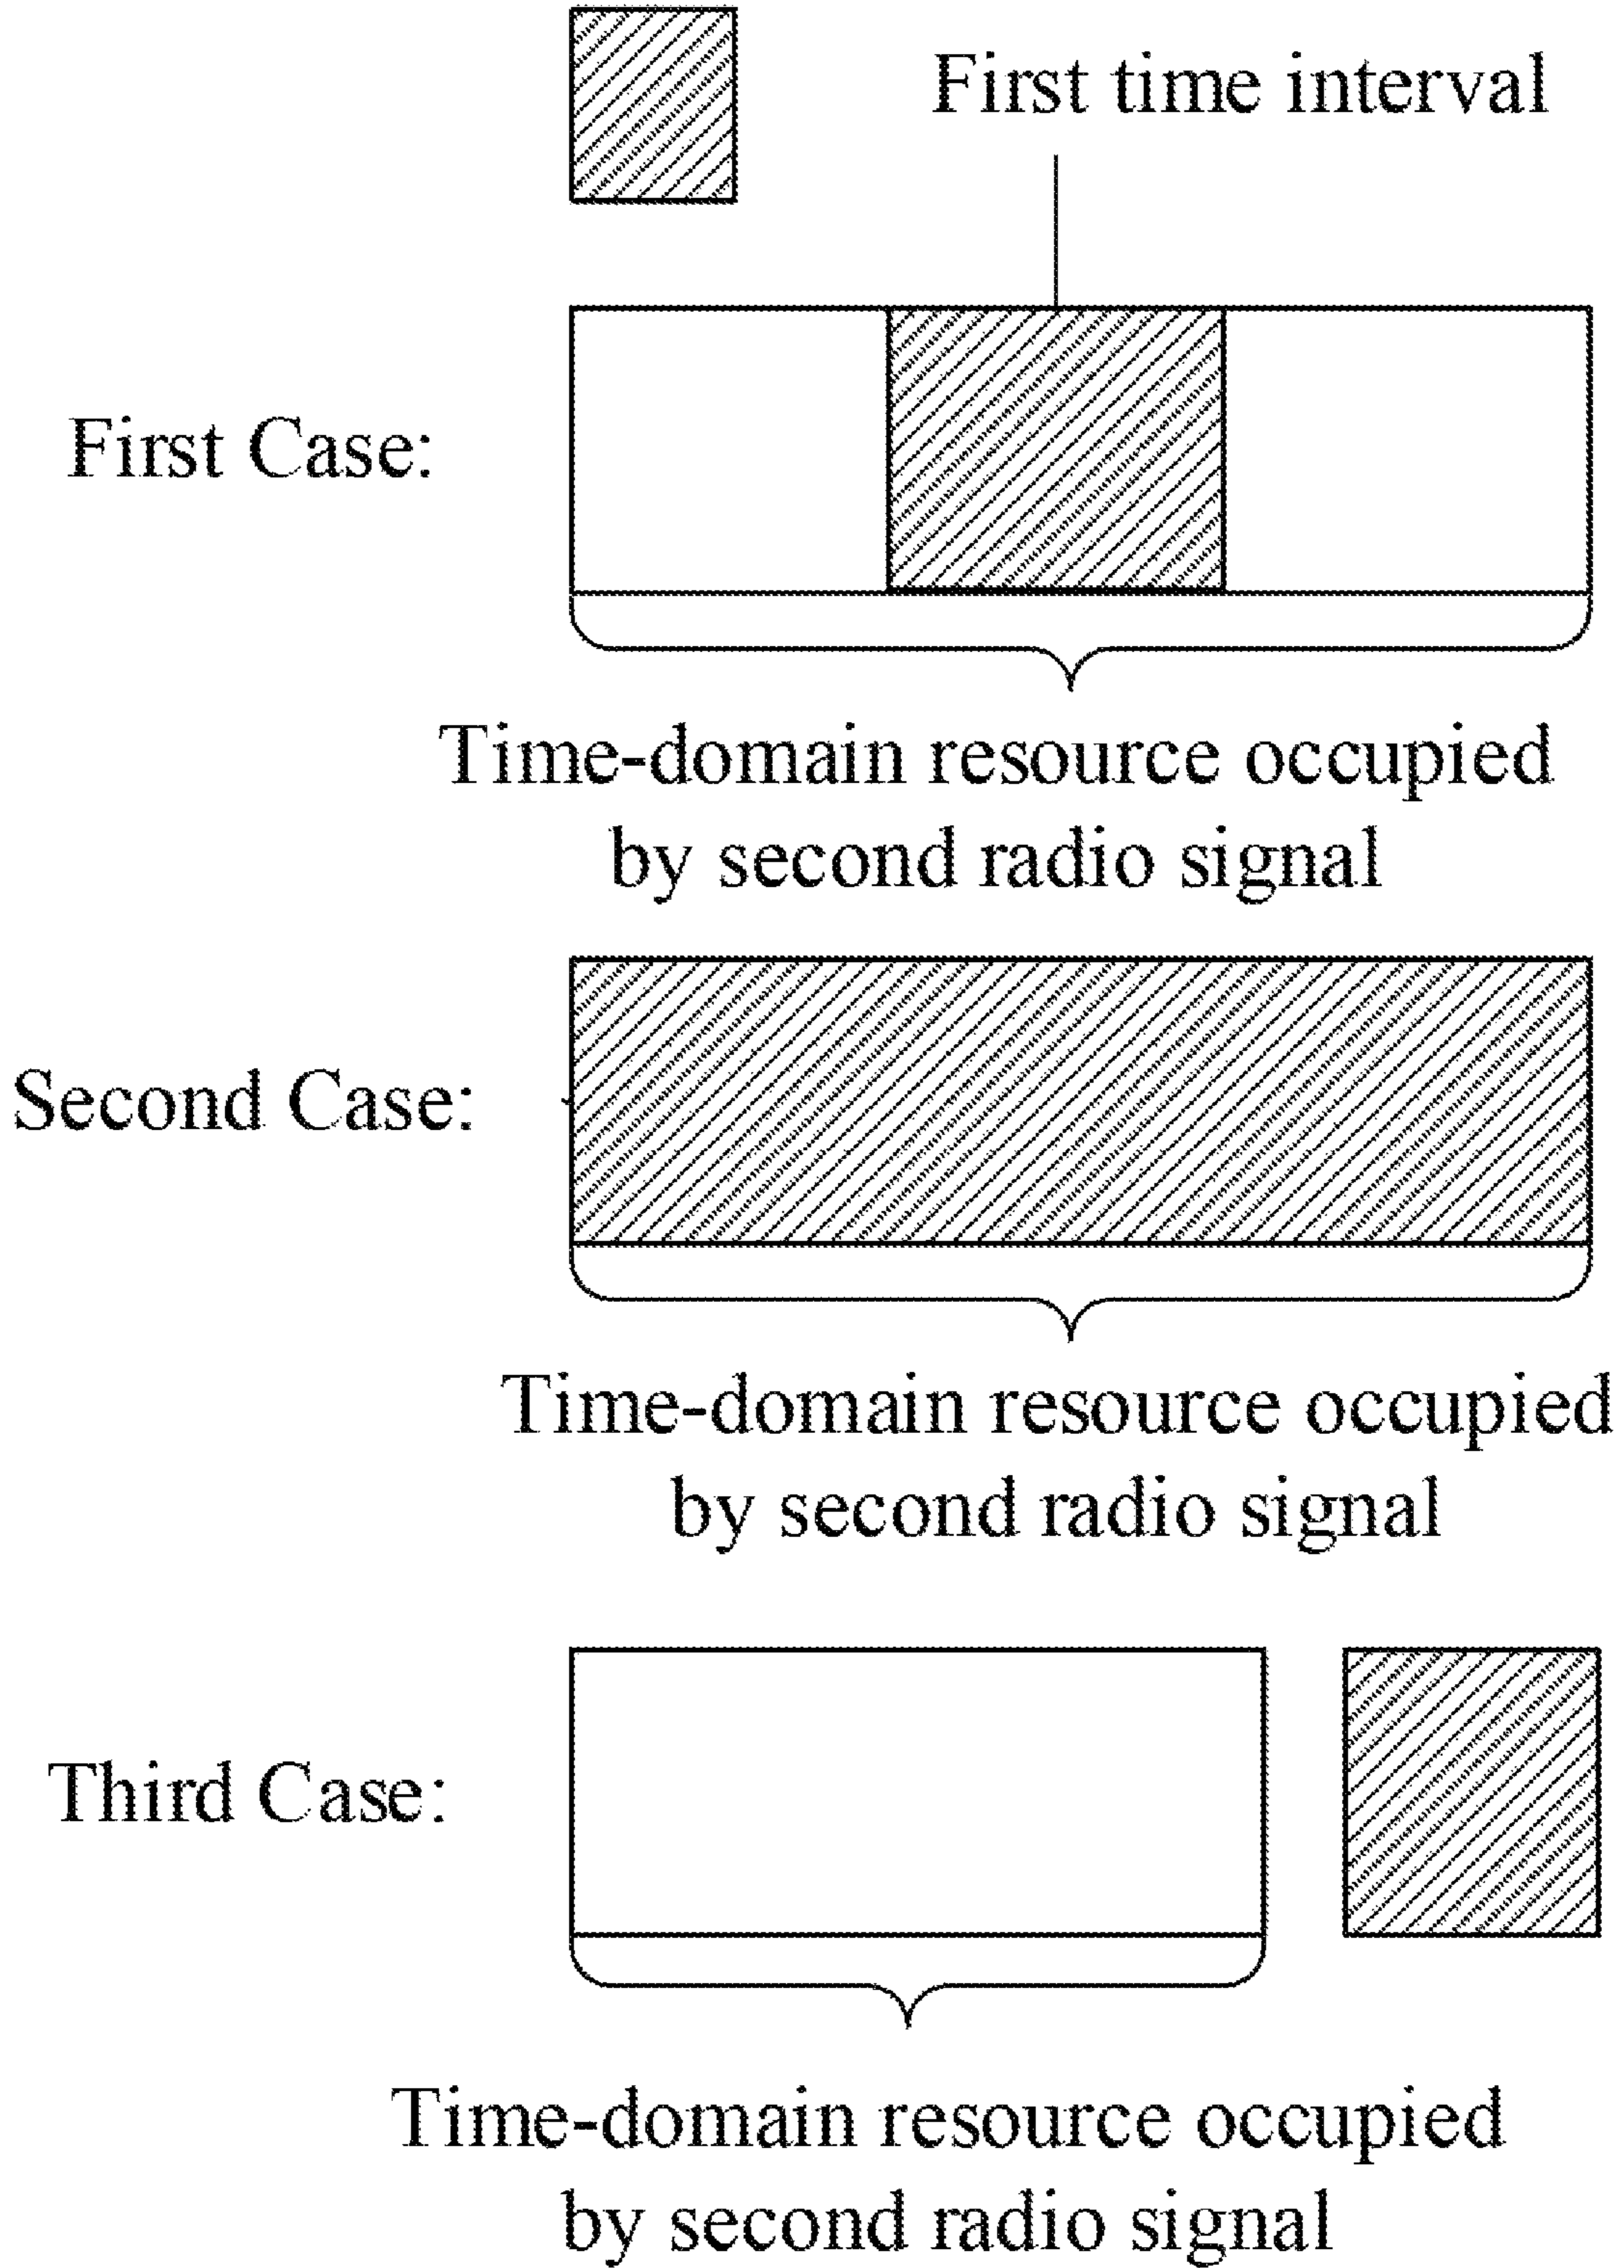 First time interval
First Case:
Time-domain resource occupied
by second radio signal
Second Case:
Time-domain resource occupied
by second radio signal
Third Case:
Time-domain resource occupied
by second radio signal